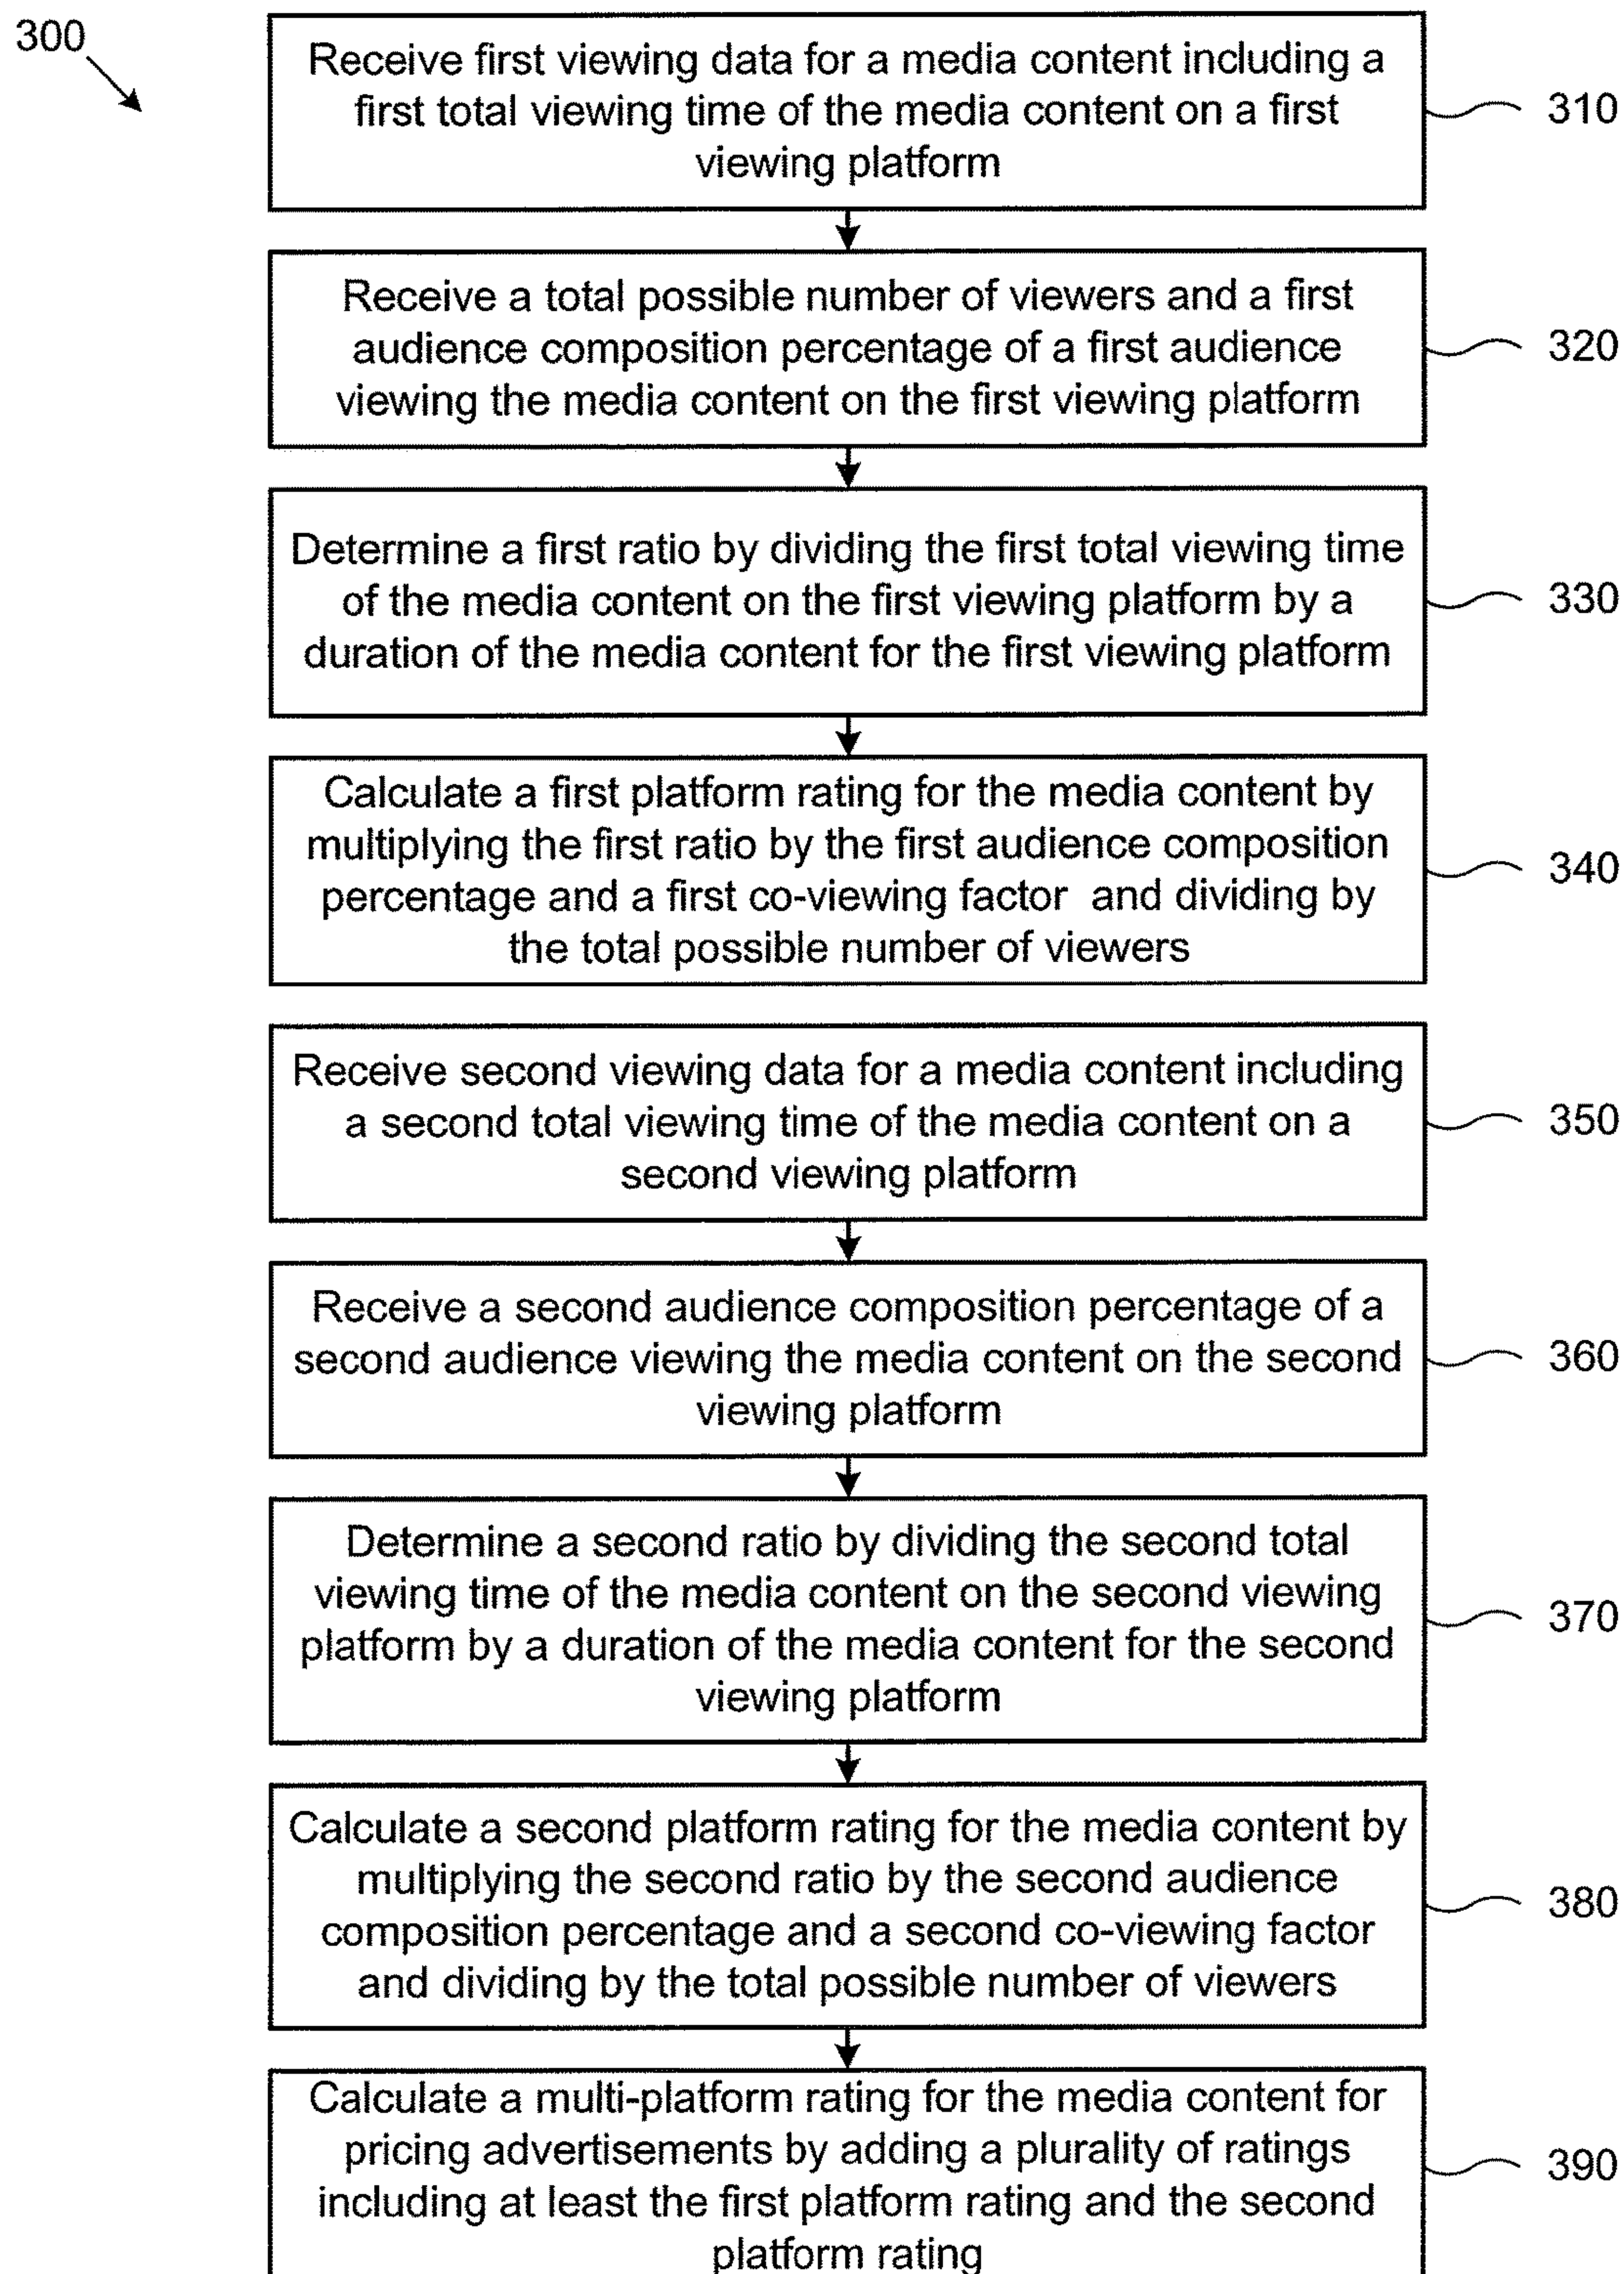 300
Receive first viewing data for a media content including a
first total viewing time of the media content on a first
viewing platform
310
Receive a total possible number of viewers and a first
audience composition percentage of a first audience
viewing the media content on the first viewing platform
320
Determine a first ratio by dividing the first total viewing time
of the media content on the first viewing platform by a
duration of the media content for the first viewing platform
330
Calculate a first platform rating for the media content by
multiplying the first ratio by the first audience composition
percentage and a first co-viewing factor and dividing by
the total possible number of viewers
340
Receive second viewing data for a media content including
a second total viewing time of the media content on a
second viewing platform
350
Receive a second audience composition percentage of a
second audience viewing the media content on the second
viewing platform
360
Determine a second ratio by dividing the second total
viewing time of the media content on the second viewing
platform by a duration of the media content for the second
viewing platform
370
Calculate a second platform rating for the media content by
multiplying the second ratio by the second audience
composition percentage and a second co-viewing factor
and dividing by the total possible number of viewers
380
Calculate a multi-platform rating for the media content for
pricing advertisements by adding a plurality of ratings
including at least the first platform rating and the second
platform rating
390